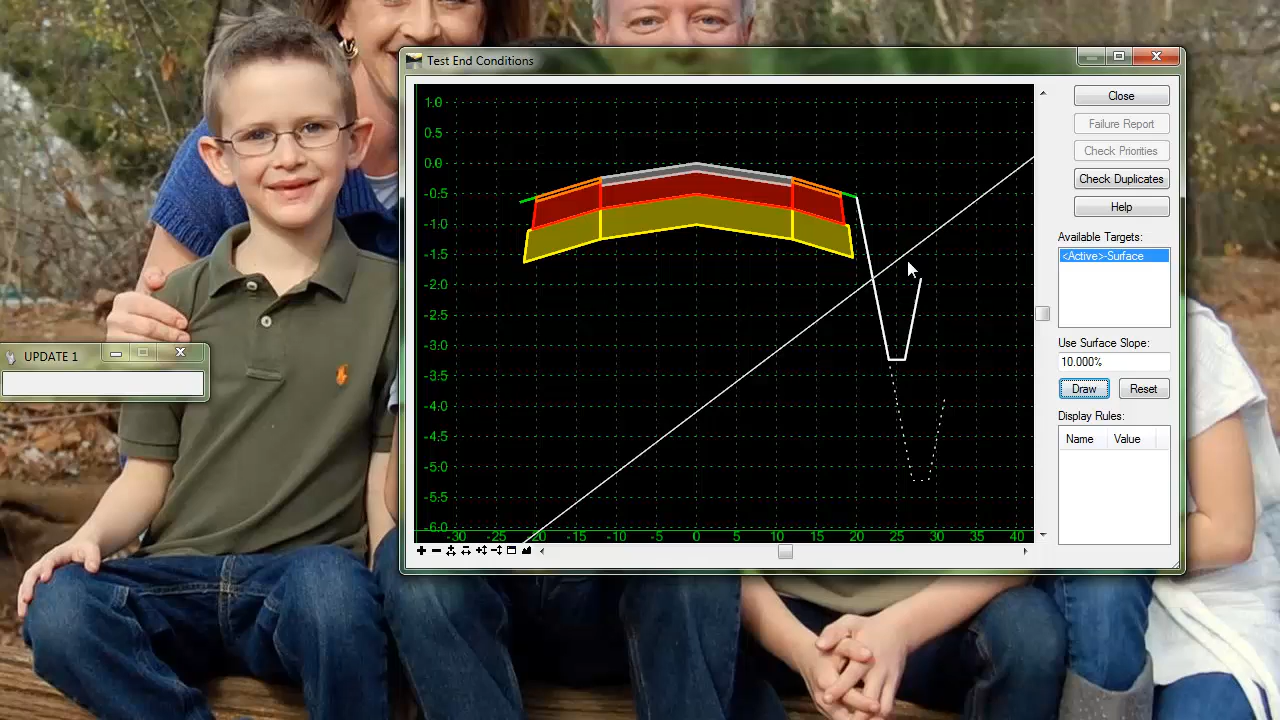 Test End Conditions
1.0
0.5
0.0
-0.5
-1.0
-1.5
-2.0
-2.5
-3.0
-3.5
-4.0
-4.5
-5.0
-5.5
-6.0
-30 -25 -20 -15 -10 -5 0 5 10 15 20 25 30 35 40
Close
Failure Report
Check Priorities
Check Duplicates
Help
Available Targets:
<Active>-Surface
Use Surface Slope:
10.000%
Draw Reset
Display Rules:
Name Value
UPDATE 1